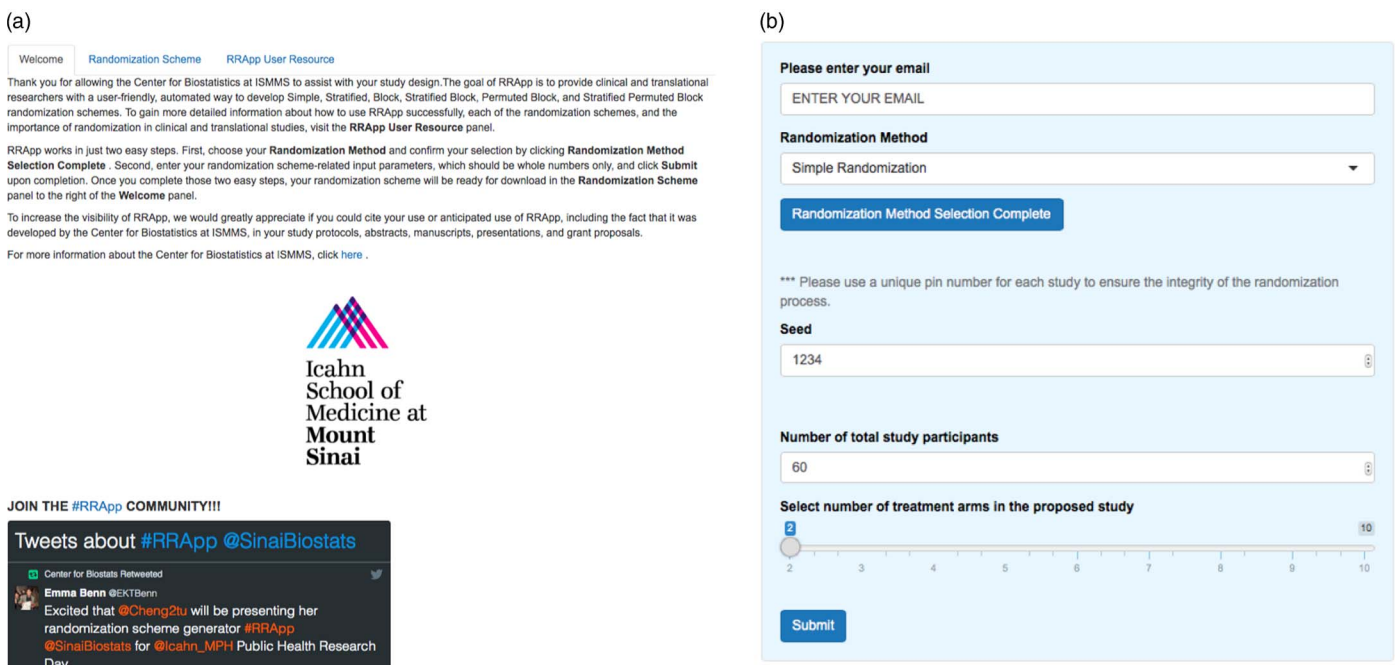 (a)
Welcome Randomization Scheme RRApp User Resource
Thank you for allowing the Center for Biostatistics at ISMMS to assist with your study design.The goal of RRApp is to provide clinical and translational
researchers with a user-friendly, automated way to develop Simple, Stratified, Block, Stratified Block, Permuted Block, and Stratified Permuted Block
randomization schemes. To gain more detailed information about how to use RRApp successfully, each of the randomization schemes, and the
importance of randomization in clinical and translational studies, visit the RRApp User Resource panel.
RRApp works in just two easy steps. First, choose your Randomization Method and confirm your selection by clicking Randomization Method
Selection Complete . Second, enter your randomization scheme-related input parameters, which should be whole numbers only, and click Submit
upon completion. Once you complete those two easy steps, your randomization scheme will be ready for download in the Randomization Scheme
panel to the right of the Welcome panel.
To increase the visibility of RRApp, we would greatly appreciate if you could cite your use or anticipated use of RRApp, including the fact that it was
developed by the Center for Biostatistics at ISMMS, in your study protocols, abstracts, manuscripts, presentations, and grant proposals.
For more information about the Center for Biostatistics at ISMMS, click here .
Icahn
School of
Medicine at
Mount
Sinai
JOIN THE #RRApp COMMUNITY!!!
Tweets about #RRApp @SinaiBiostats
Center for Biostats Retweeted
Emma Benn @EKTBenn
Excited that @Cheng2tu will be presenting her
randomization scheme generator #RRApp
@SinaiBiostats for @Icahn_MPH Public Health Research
Day
(b)
Please enter your email
ENTER YOUR EMAIL
Randomization Method
Simple Randomization
Randomization Method Selection Complete
*** Please use a unique pin number for each study to ensure the integrity of the randomization
process.
Seed
1234
Number of total study participants
60
Select number of treatment arms in the proposed study
2 10
2 3 4 5 6 7 8 9 10
Submit